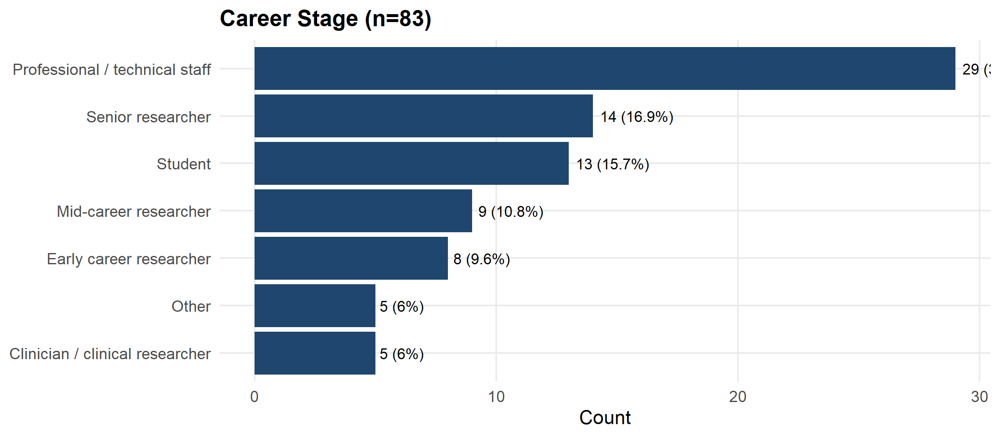 Career Stage (n=83)
Professional / technical staff 29 (
Senior researcher 14 (16.9%)
Student 13 (15.7%)
Mid-career researcher 9 (10.8%)
Early career researcher 8 (9.6%)
Other 5 (6%)
Clinician / clinical researcher 5 (6%)
0 10 20 30
Count